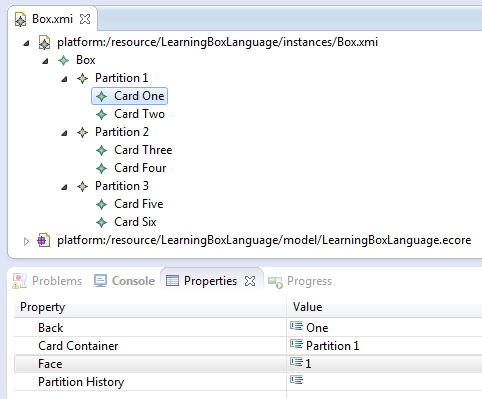 Box.xmi
platform:/resource/LearningBoxLanguage/instances/Box.xmi
Box
Partition 1
Card One
Card Two
Partition 2
Card Three
Card Four
Partition 3
Card Five
Card Six
platform:/resource/LearningBoxLanguage/model/LearningBoxLanguage.ecore
Problems Console Properties Progress
Property Value
Back One
Card Container Partition 1
Face 1
Partition History